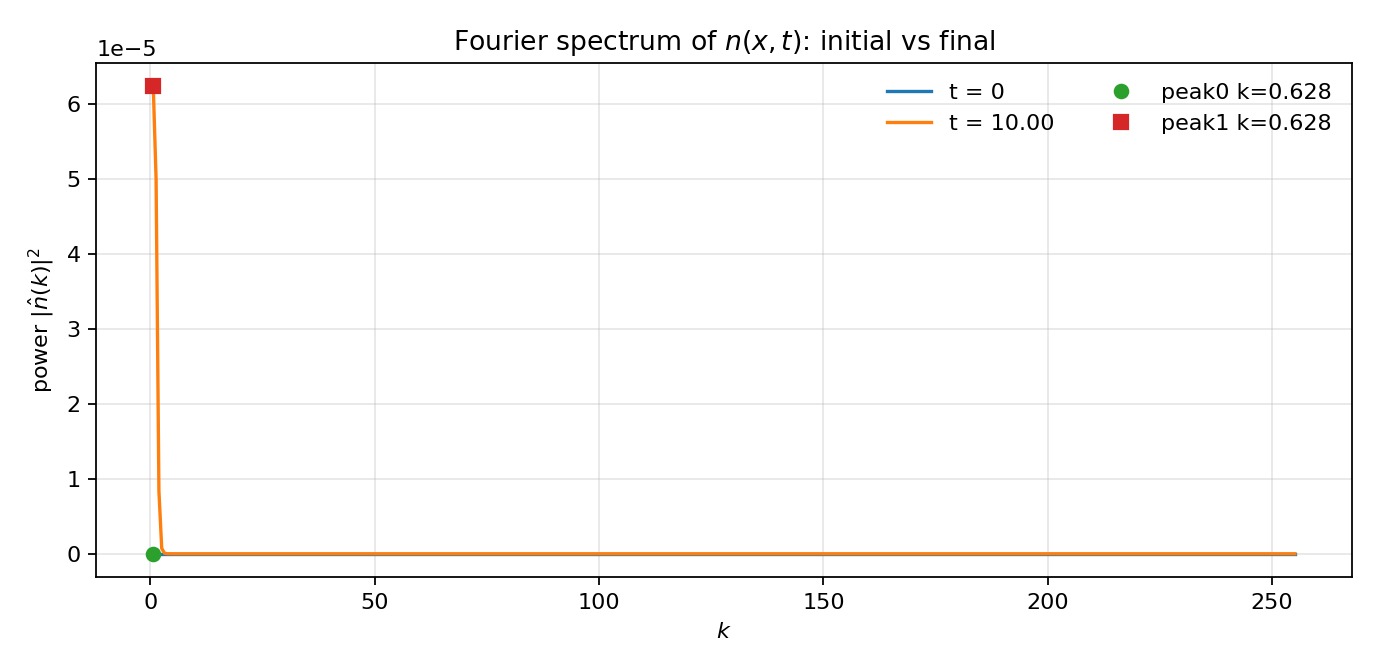 Fourier spectrum of n(x, t): initial vs final
1e−5
t = 0
t = 10.00
peak0 k=0.628
peak1 k=0.628
power |n̂(k)|²
6
5
4
3
2
1
0
0 50 100 150 200 250
k